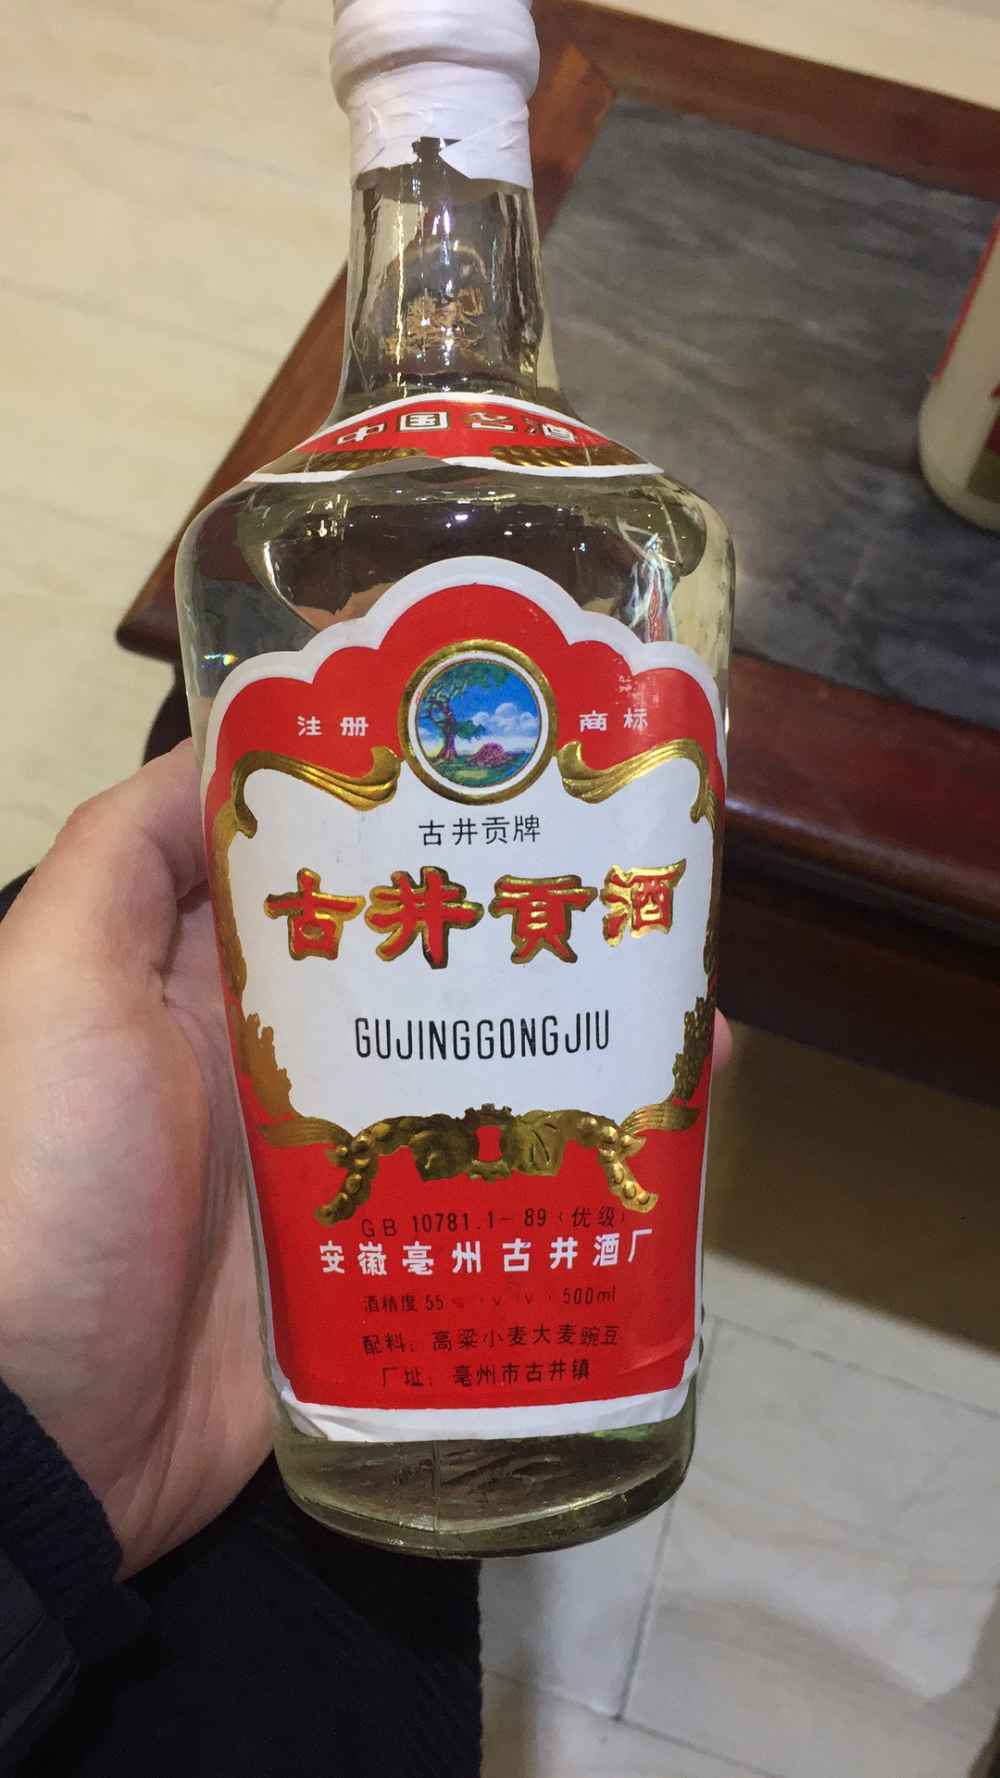 中国名酒
注册 商标
古井贡牌
古井贡酒
GUJINGGONGJIU
GB 10781.1-89(优级)
安徽亳州古井酒厂
酒精度55%(V/V)500ml
配料:高粱小麦大麦豌豆
厂址:亳州市古井镇